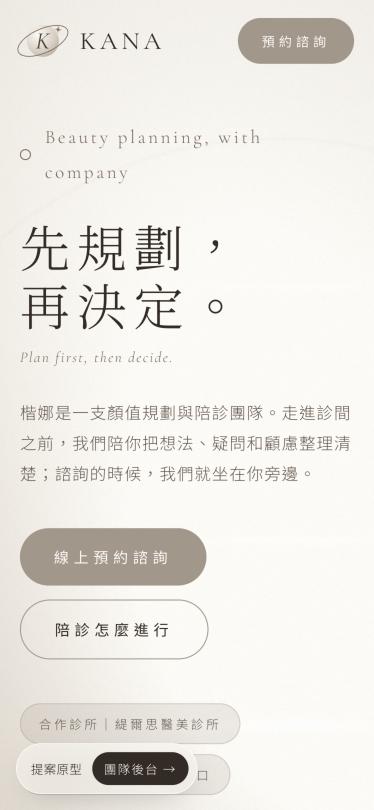 K KANA
預約諮詢
Beauty planning, with
company
先規劃，
再決定。
Plan first, then decide.
楷娜是一支顏值規劃與陪診團隊。走進診間
之前，我們陪你把想法、疑問和顧慮整理清
楚；諮詢的時候，我們就坐在你旁邊。
線上預約諮詢
陪診怎麼進行
合作診所｜緹爾思醫美診所
提案原型 團隊後台 →
口